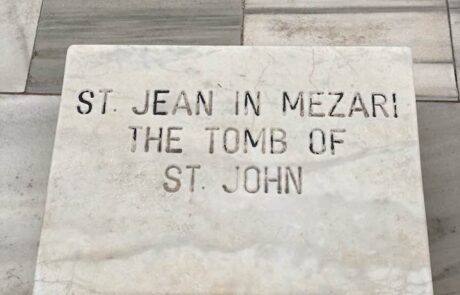 ST. JEAN IN MEZARI
THE TOMB OF
ST. JOHN